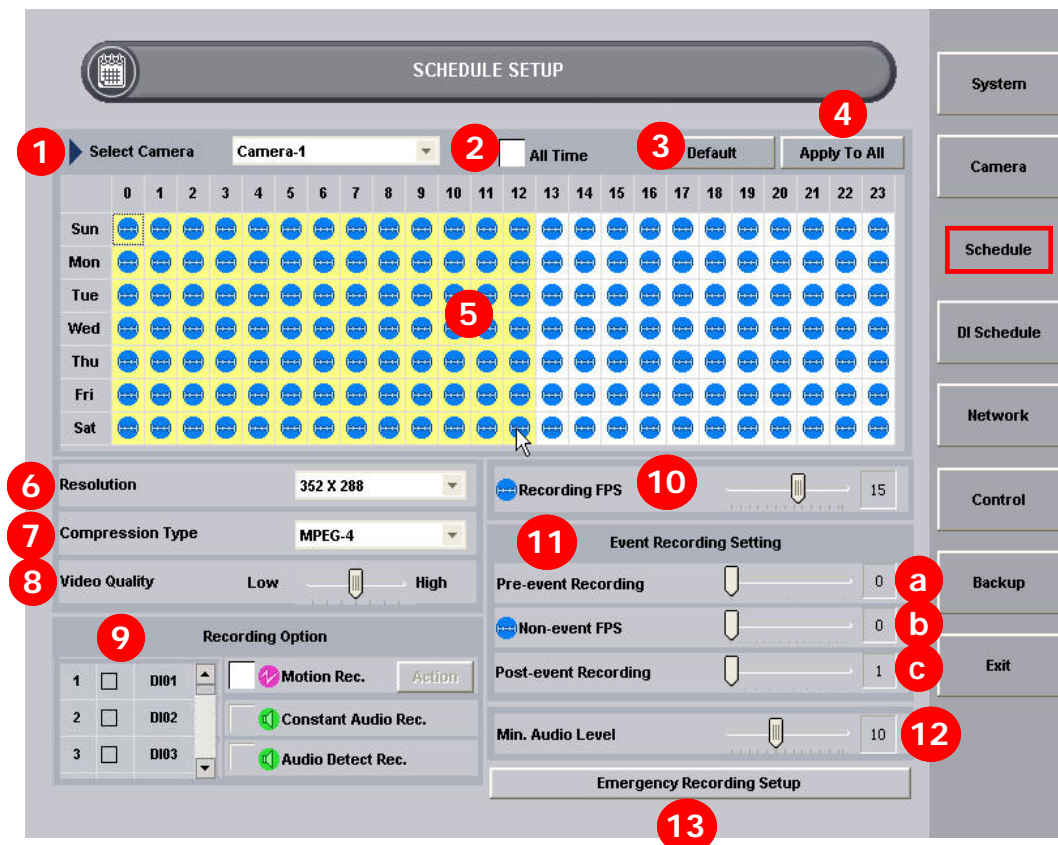 SCHEDULE SETUP
1 Select Camera Camera-1 2 All Time 3 Default 4 Apply To All
0 1 2 3 4 5 6 7 8 9 10 11 12 13 14 15 16 17 18 19 20 21 22 23
Sun
Mon
Tue
Wed
Thu
Fri
Sat
5
6 Resolution 352 X 288
7 Compression Type MPEG-4
8 Video Quality Low High
9 Recording Option
1 DI01
2 DI02
3 DI03
Motion Rec. Action
Constant Audio Rec.
Audio Detect Rec.
Recording FPS 10 15
11 Event Recording Setting
Pre-event Recording 0 a
Non-event FPS 0 b
Post-event Recording 1 c
Min. Audio Level 10 12
Emergency Recording Setup
13
System
Camera
Schedule
DI Schedule
Network
Control
Backup
Exit